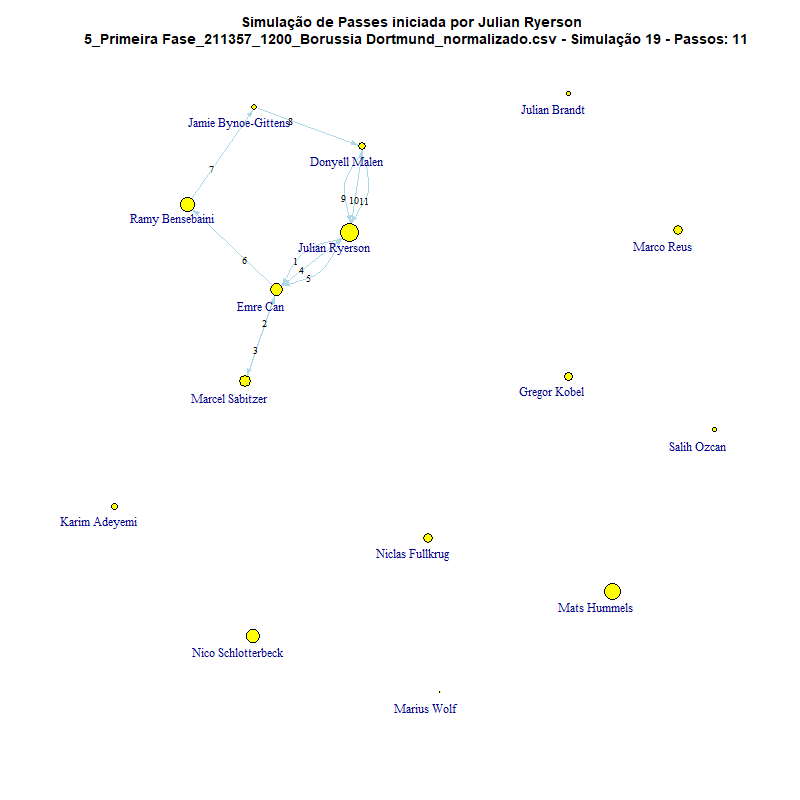 Simulação de Passes iniciada por Julian Ryerson
5_Primeira Fase_211357_1200_Borussia Dortmund_normalizado.csv - Simulação 19 - Passos: 11
Julian Brandt
Jamie Bynoe-Gittens
8
Donyell Malen
7
9
10
11
Ramy Bensebaini
Marco Reus
Julian Ryerson
6
1
4
5
Emre Can
2
3
Gregor Kobel
Marcel Sabitzer
Salih Ozcan
Karim Adeyemi
Niclas Fullkrug
Mats Hummels
Nico Schlotterbeck
Marius Wolf